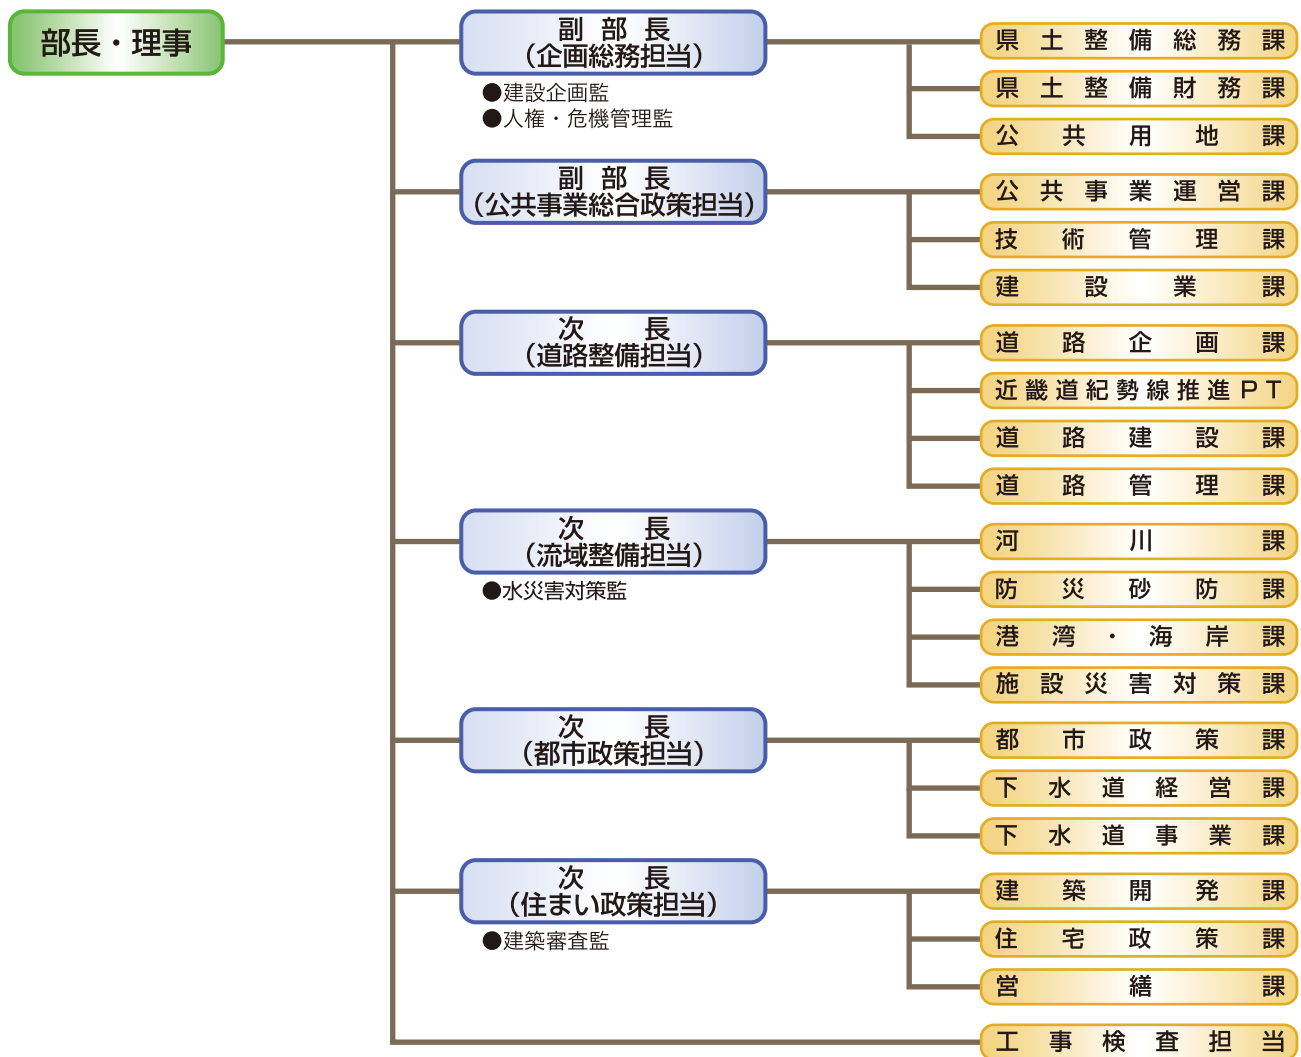 部長・理事
副部長
（企画総務担当）
●建設企画監
●人権・危機管理監
県土整備総務課
県土整備財務課
公共用地課
副部長
（公共事業総合政策担当）
公共事業運営課
技術管理課
建設業課
次長
（道路整備担当）
道路企画課
近畿道紀勢線推進PT
道路建設課
道路管理課
次長
（流域整備担当）
●水災害対策監
河川課
防災砂防課
港湾・海岸課
施設災害対策課
次長
（都市政策担当）
都市政策課
下水道経営課
下水道事業課
次長
（住まい政策担当）
●建築審査監
建築開発課
住宅政策課
営繕課
工事検査担当